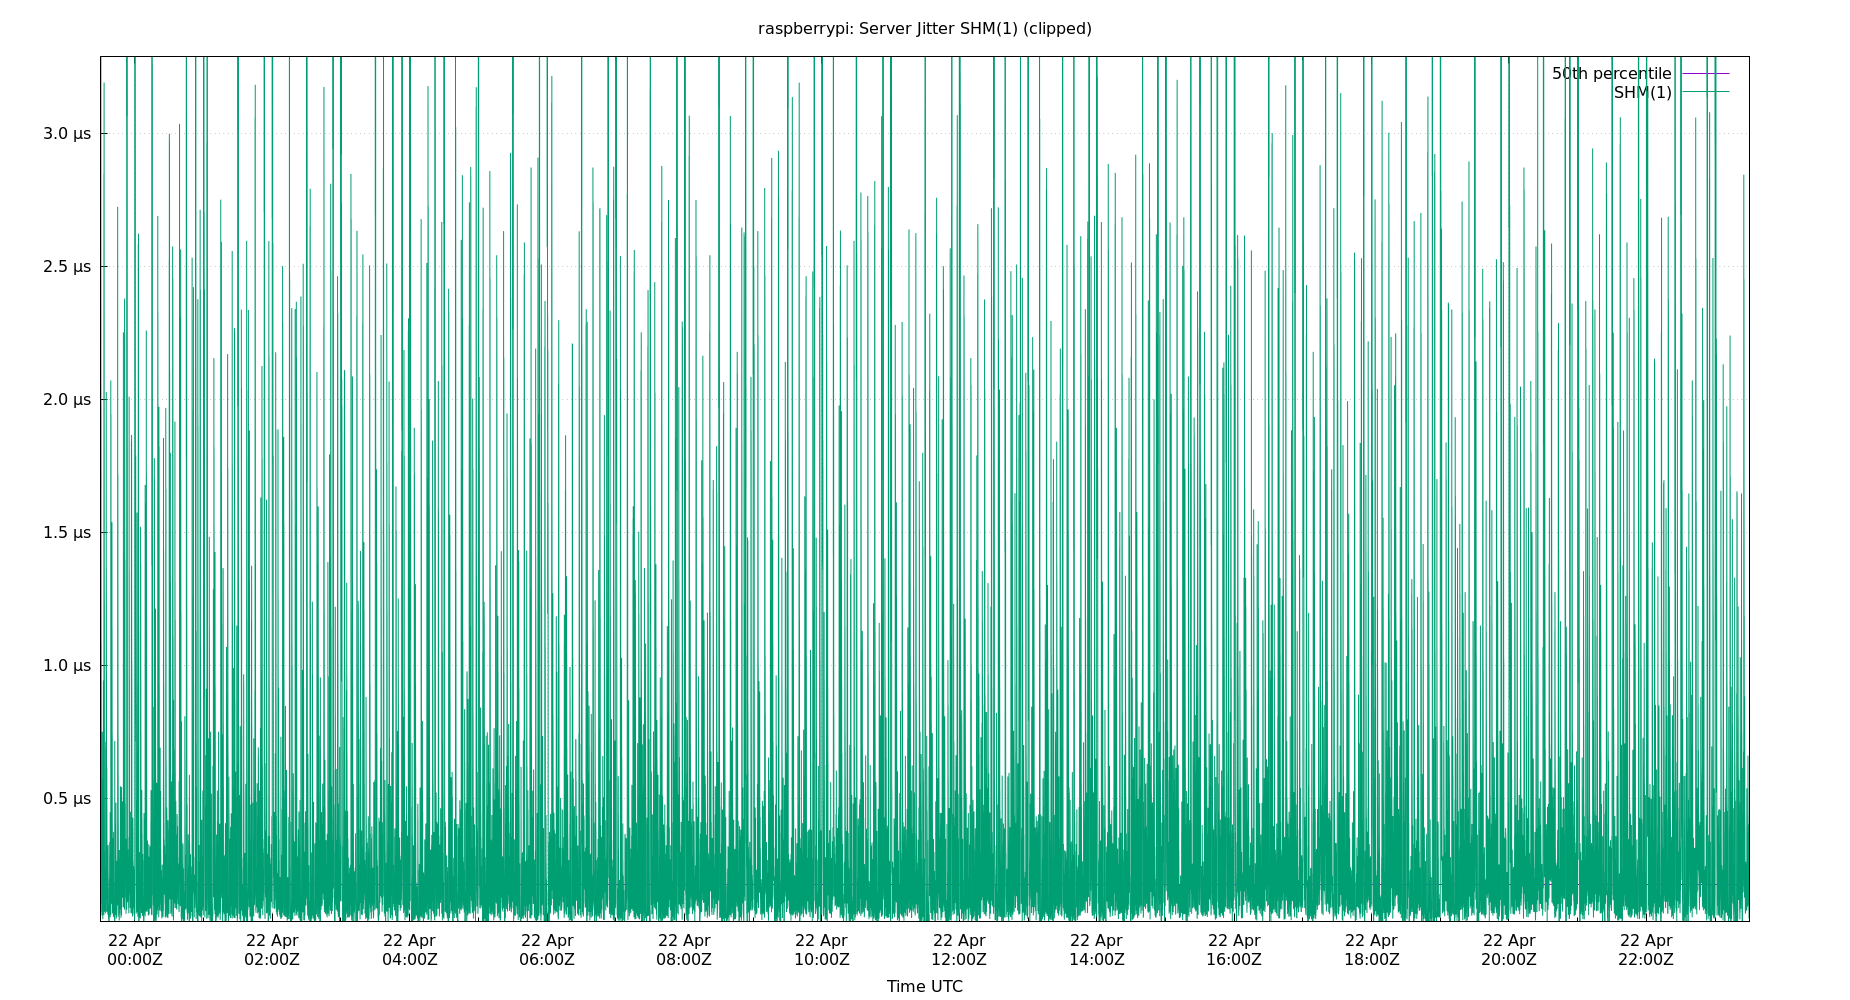 raspberrypi: Server Jitter SHM(1) (clipped)
50th percentile
SHM(1)
3.0 μs
2.5 μs
2.0 μs
1.5 μs
1.0 μs
0.5 μs
22 Apr 22 Apr 22 Apr 22 Apr 22 Apr 22 Apr 22 Apr 22 Apr 22 Apr 22 Apr 22 Apr 22 Apr
00:00Z 02:00Z 04:00Z 06:00Z 08:00Z 10:00Z 12:00Z 14:00Z 16:00Z 18:00Z 20:00Z 22:00Z
Time UTC